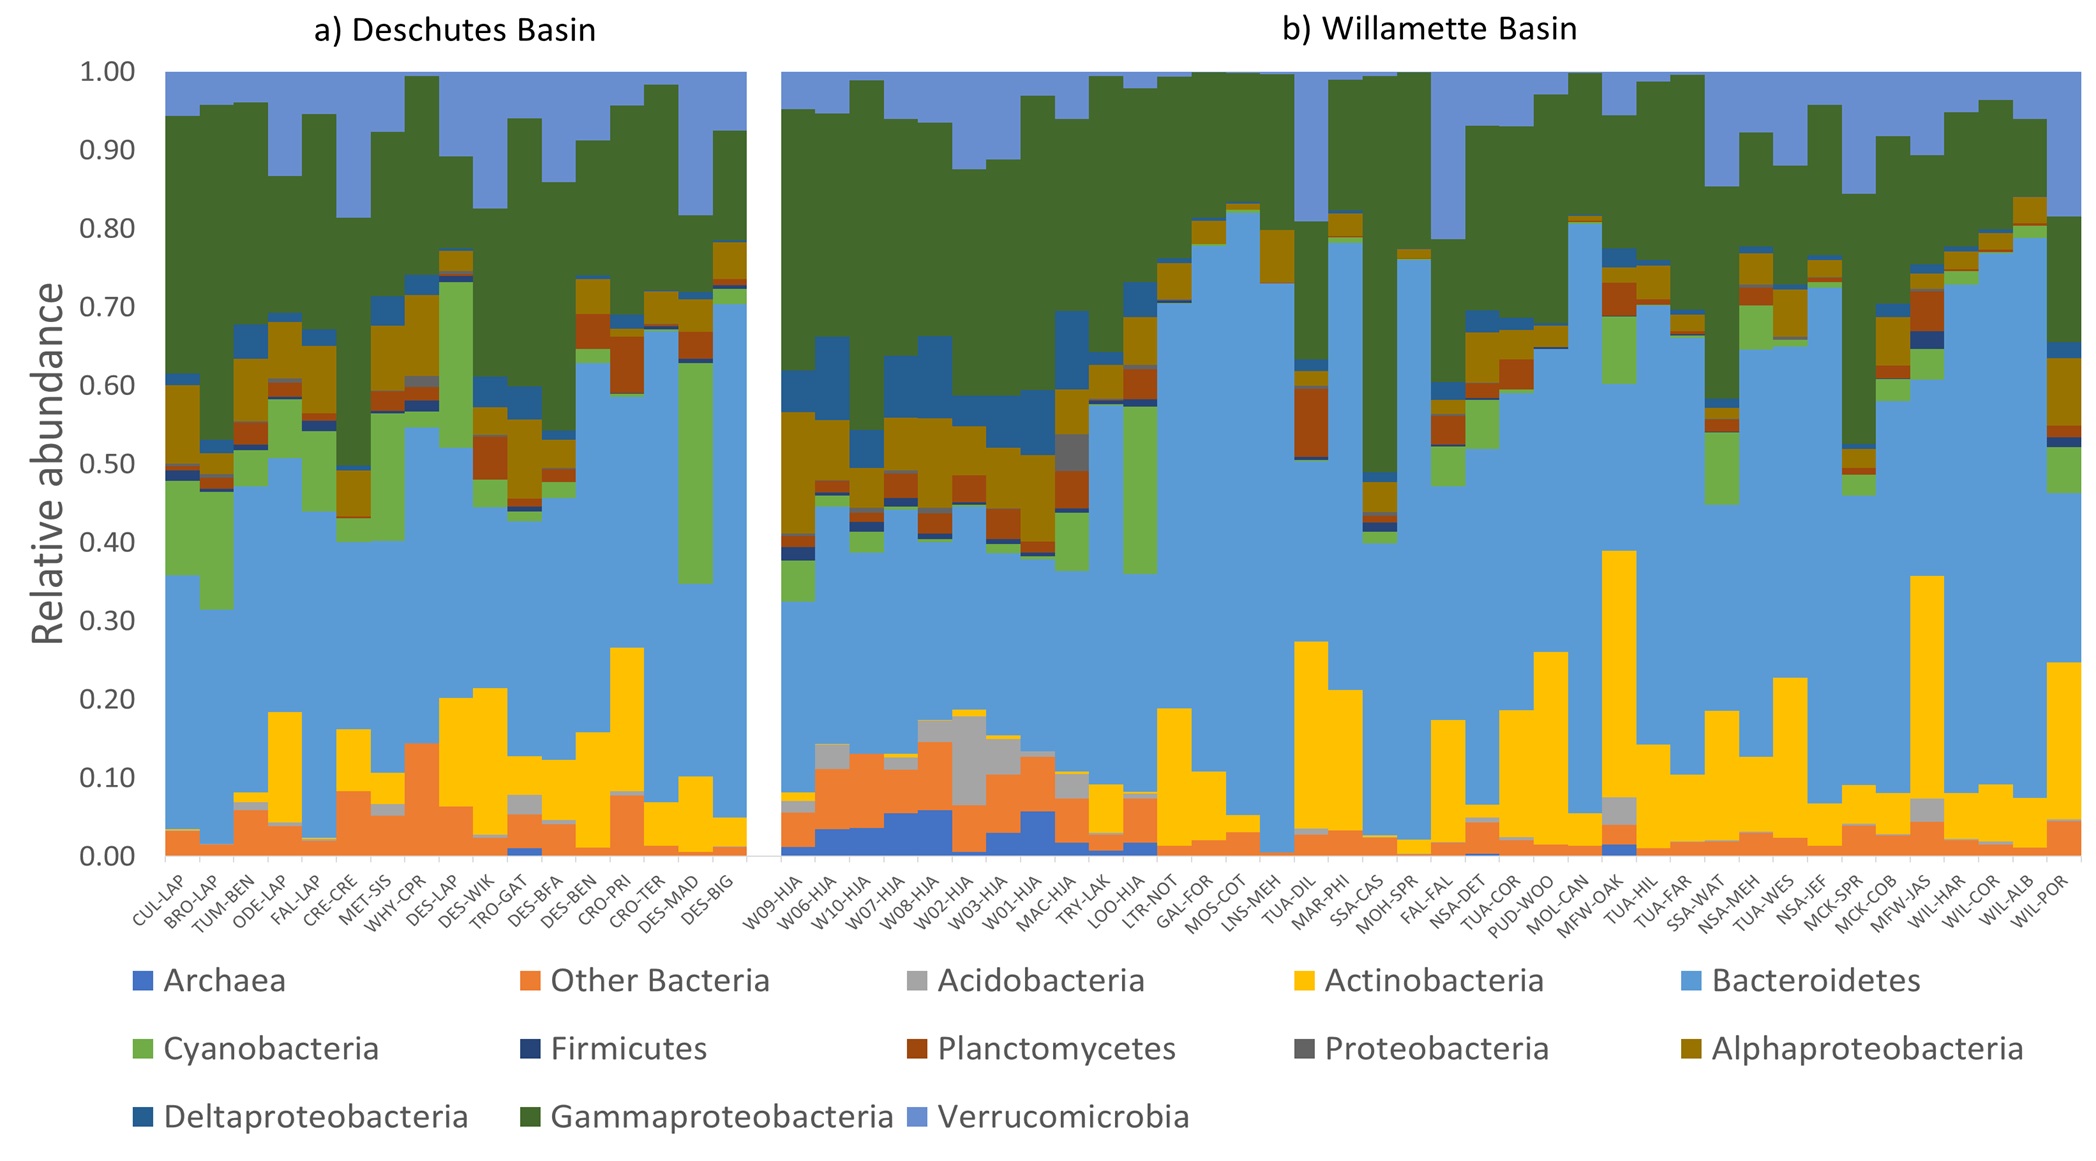 a) Deschutes Basin
b) Willamette Basin
Relative abundance
1.00
0.90
0.80
0.70
0.60
0.50
0.40
0.30
0.20
0.10
0.00
CUL-LAP
BRO-LAP
TUM-BEN
ODE-LAP
FAL-LAP
CRE-CRE
MET-SIS
WHY-CPR
DES-LAP
DES-WIK
TRO-GAT
DES-BFA
DES-BEN
CRO-PRI
CRO-TER
DES-MAD
DES-BIG
W09-HJA
W06-HJA
W10-HJA
W07-HJA
W08-HJA
W02-HJA
W03-HJA
W01-HJA
MAC-HJA
TRY-LAK
LOO-HJA
LTR-NOT
GAL-FOR
MOS-COT
LNS-MEH
TUA-DIL
MAR-PHI
SSA-CAS
MOH-SPR
FAL-FAL
NSA-DET
TUA-COR
PUD-WOO
MOL-CAN
MFW-OAK
TUA-HIL
TUA-FAR
SSA-WAT
NSA-MEH
TUA-WES
NSA-JEF
MCK-SPR
MCK-COB
MFW-JAS
WIL-HAR
WIL-COR
WIL-ALB
WIL-POR
Archaea
Other Bacteria
Acidobacteria
Actinobacteria
Bacteroidetes
Cyanobacteria
Firmicutes
Planctomycetes
Proteobacteria
Alphaproteobacteria
Deltaproteobacteria
Gammaproteobacteria
Verrucomicrobia